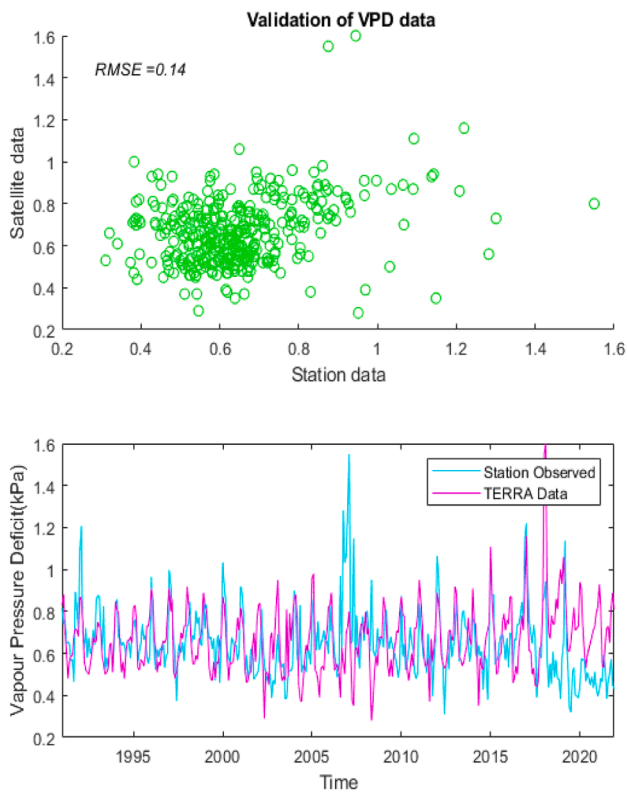 Validation of VPD data
1.6
1.4
1.2
1
0.8
0.6
0.4
0.2
RMSE =0.14
Satellite data
0.2 0.4 0.6 0.8 1 1.2 1.4 1.6
Station data
1.6
1.4
1.2
1
0.8
0.6
0.4
0.2
Station Observed
TERRA Data
Vapour Pressure Deficit(kPa)
1995 2000 2005 2010 2015 2020
Time